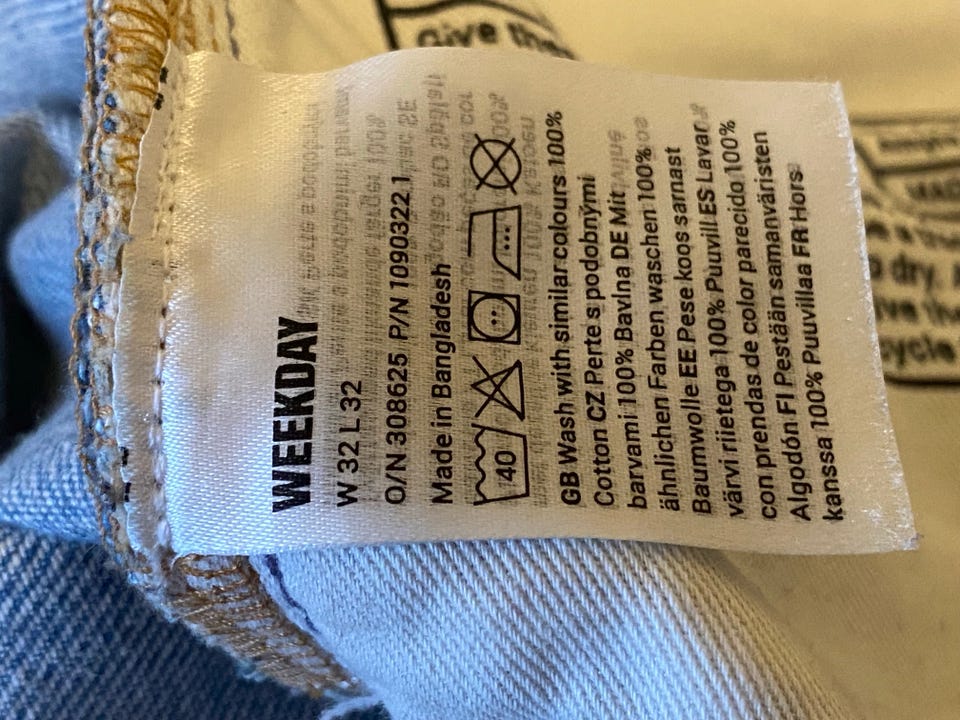 WEEKDAY
W 32 L 32
O/N 308625 P/N 1090322 1
Made in Bangladesh
40
GB Wash with similar colours 100%
Cotton CZ Perte s podobnými
barvami 100% Bavlna DE Mit
ähnlichen Farben waschen 100%
Baumwolle EE Pese koos sarnast
värvi riietega 100% Puuvill ES Lavar
con prendas de color parecido 100%
Algodón FI Pestään samanväristen
kanssa 100% Puuvillaa FR Hors
Give
dry.